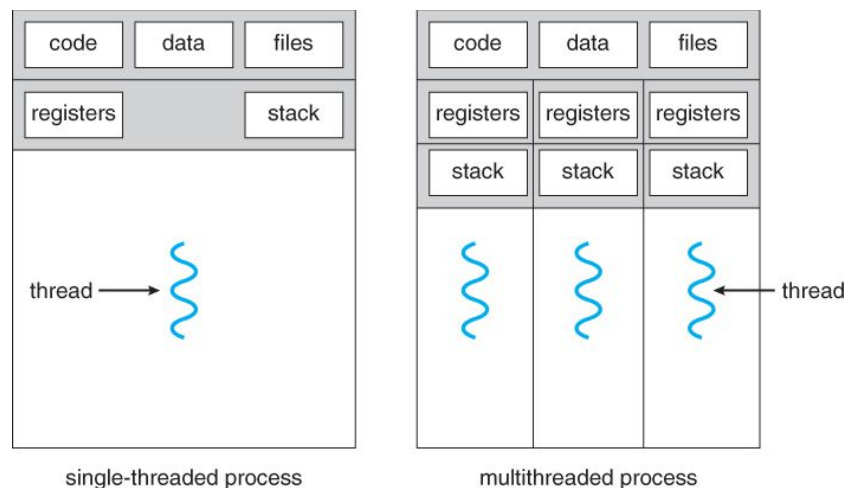 code data files
registers stack
thread
single-threaded process
code data files
registers registers registers
stack stack stack
thread
multithreaded process